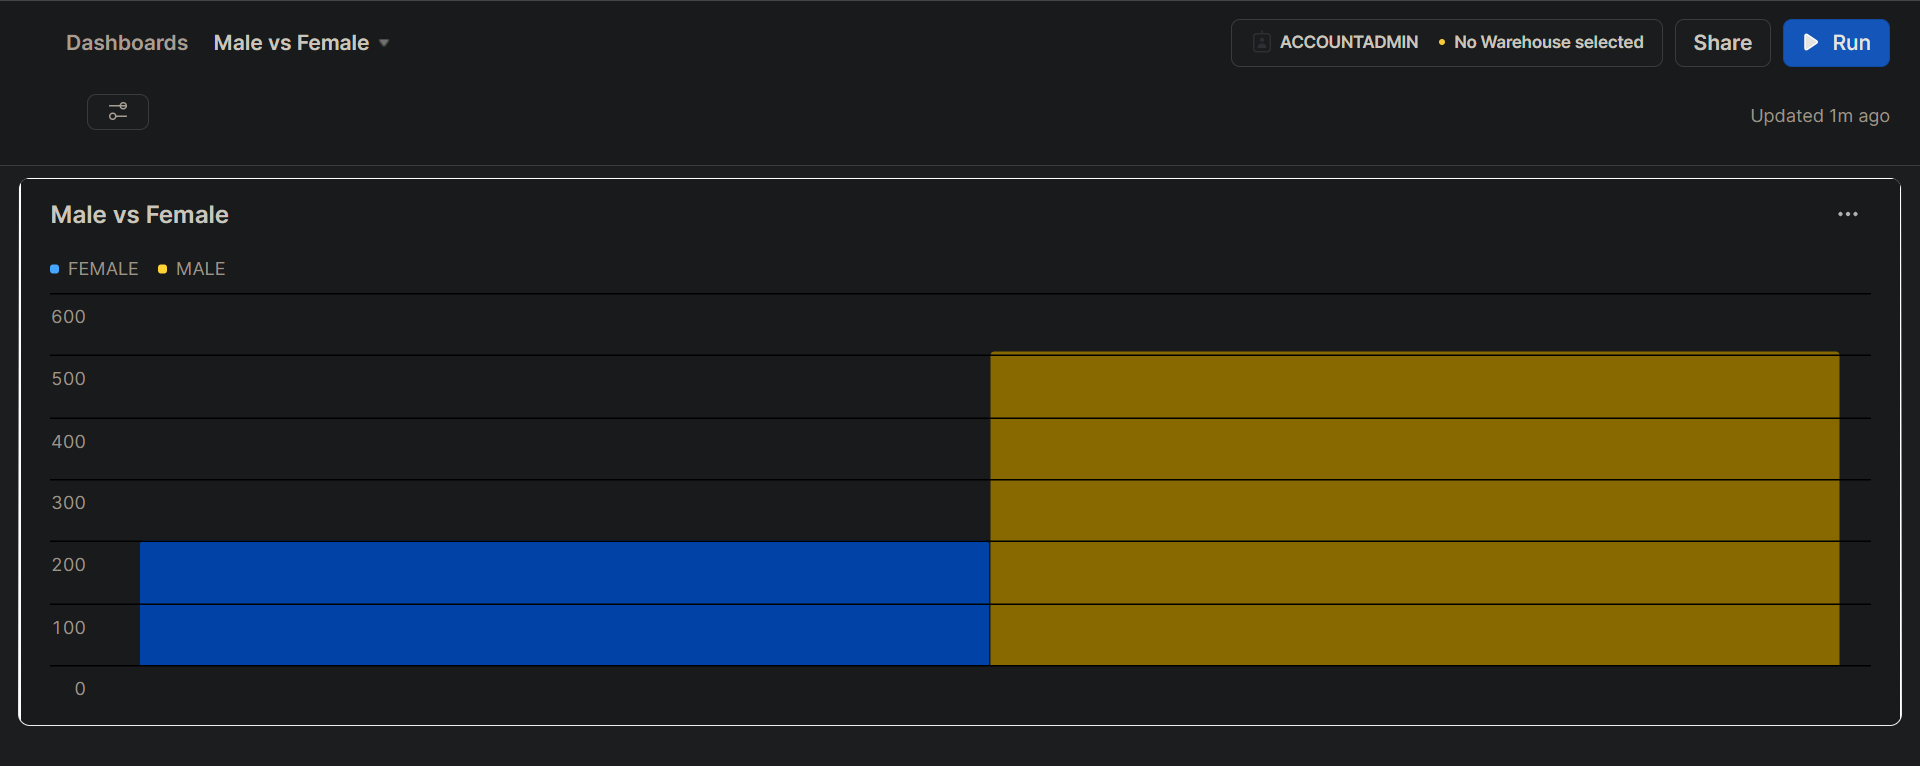 Dashboards Male vs Female ACCOUNTADMIN • No Warehouse selected Share Run
Updated 1m ago
Male vs Female
FEMALE MALE
600
500
400
300
200
100
0